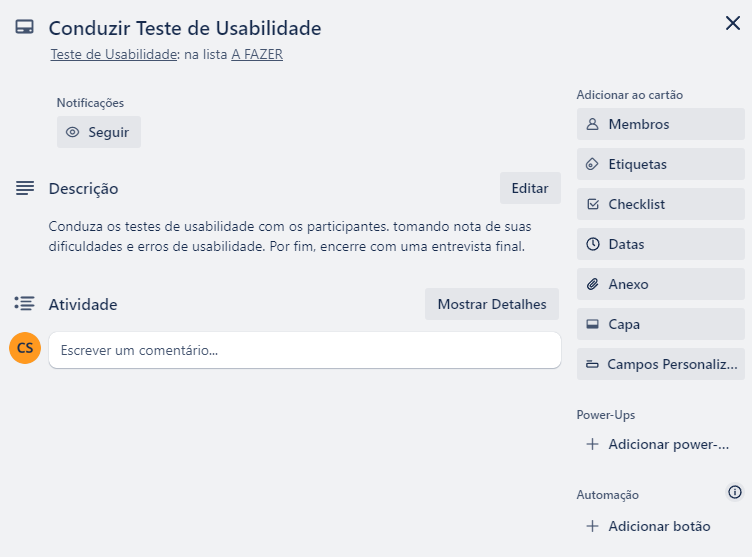 Conduzir Teste de Usabilidade
Teste de Usabilidade: na lista A FAZER
Notificações
Seguir
Descrição
Editar
Conduza os testes de usabilidade com os participantes. tomando nota de suas
dificuldades e erros de usabilidade. Por fim, encerre com uma entrevista final.
Atividade
Mostrar Detalhes
CS
Escrever um comentário...
Adicionar ao cartão
Membros
Etiquetas
Checklist
Datas
Anexo
Capa
Campos Personaliz...
Power-Ups
Adicionar power-...
Automação
Adicionar botão